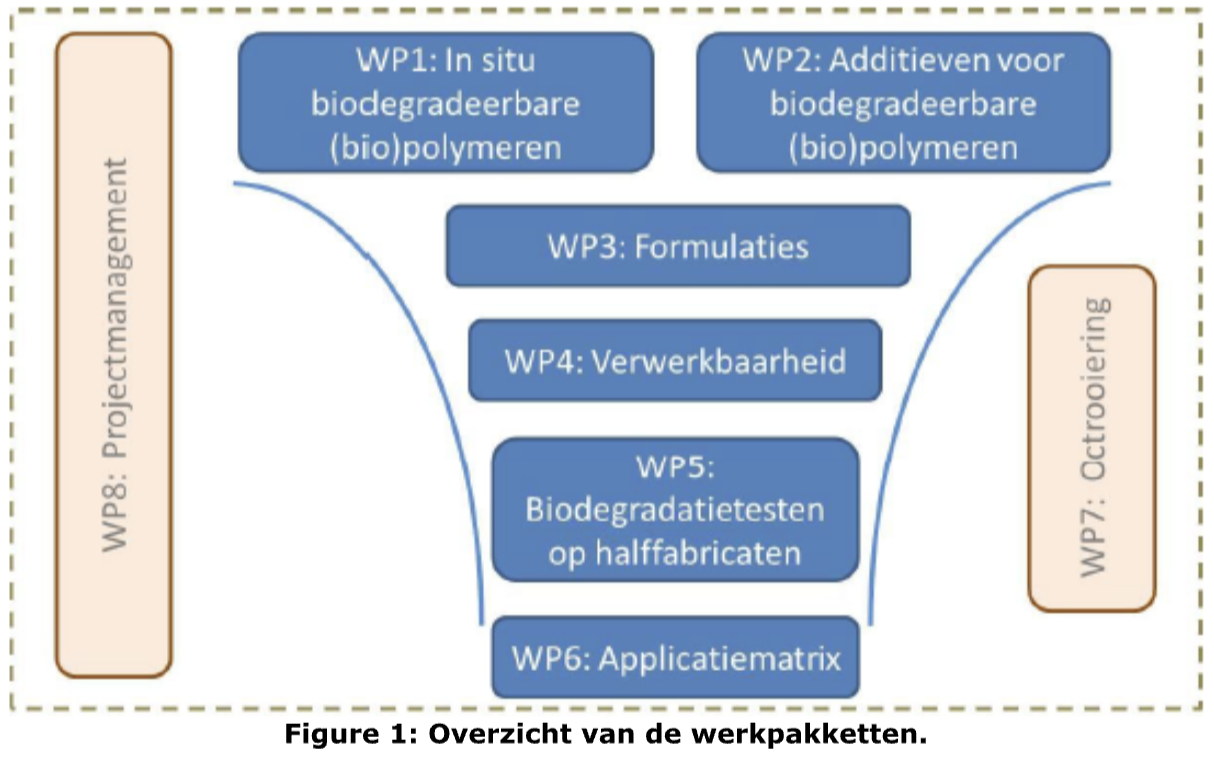 WP8: Projectmanagement
WP1: In situ
biodegradeerbare
(bio)polymeren
WP2: Additieven voor
biodegradeerbare
(bio)polymeren
WP3: Formulaties
WP4: Verwerkbaarheid
WP5:
Biodegradatietesten
op halffabricaten
WP6: Applicatiematrix
WP7: Octrooiering
Figure 1: Overzicht van de werkpakketten.